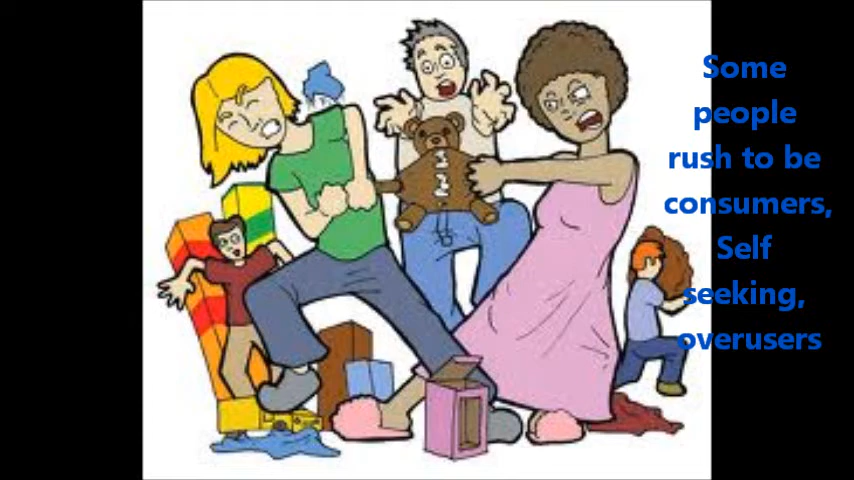 Some
people
rush to be
consumers,
Self
seeking,
overusers